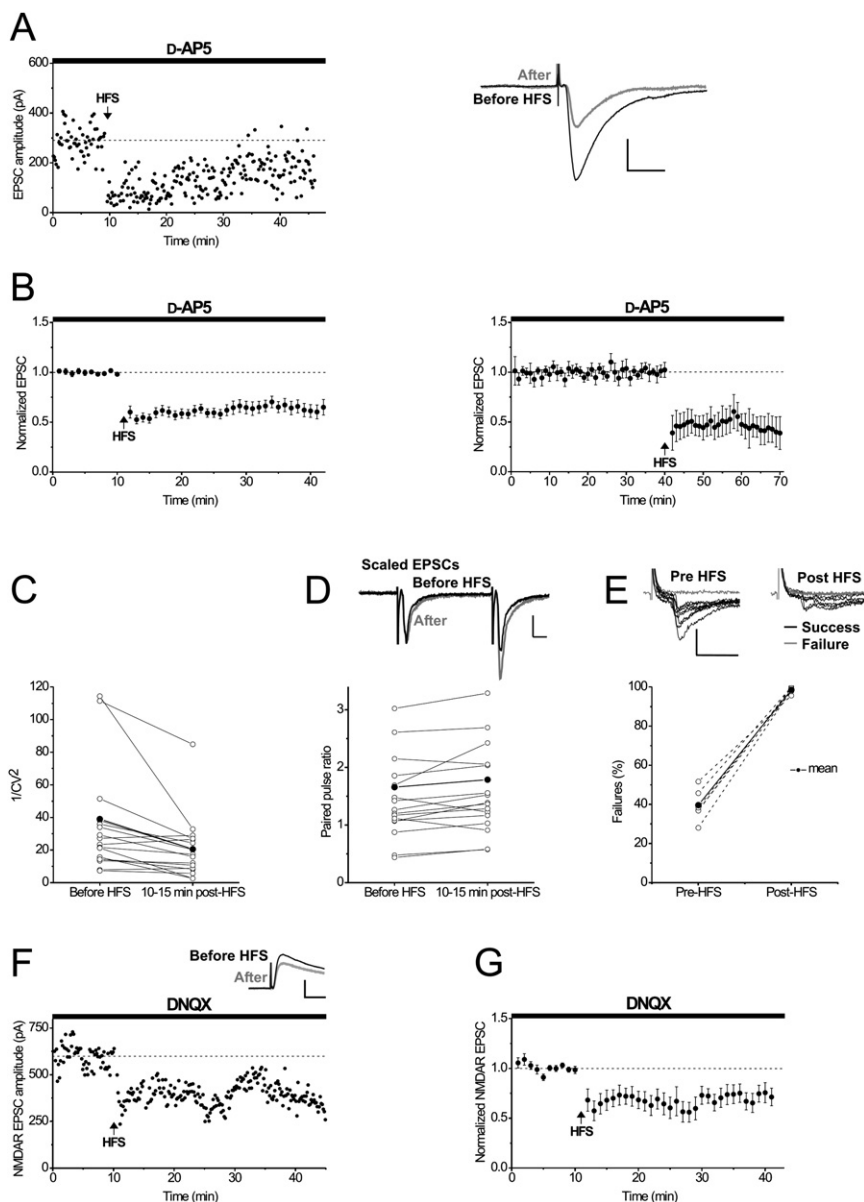 A
D-AP5
600
400
200
0
EPSC amplitude (pA)
HFS
0 10 20 30 40
Time (min)
After
Before HFS
B
D-AP5
1.5
1.0
0.5
0.0
Normalized EPSC
HFS
0 10 20 30 40
Time (min)
D-AP5
1.5
1.0
0.5
0.0
Normalized EPSC
HFS
0 10 20 30 40 50 60 70
Time (min)
C
120
100
80
60
40
20
0
1/CV2
Before HFS 10-15 min post-HFS
D
Scaled EPSCs
Before HFS
After
3
2
1
0
Paired pulse ratio
Before HFS 10-15 min post-HFS
E
Pre HFS
Post HFS
Success
Failure
100
80
60
40
20
0
Failures (%)
mean
Pre-HFS Post-HFS
F
Before HFS
After
DNQX
750
500
250
0
NMDAR EPSC amplitude (pA)
HFS
0 10 20 30 40
Time (min)
G
DNQX
1.5
1.0
0.5
0.0
Normalized NMDAR EPSC
HFS
0 10 20 30 40
Time (min)